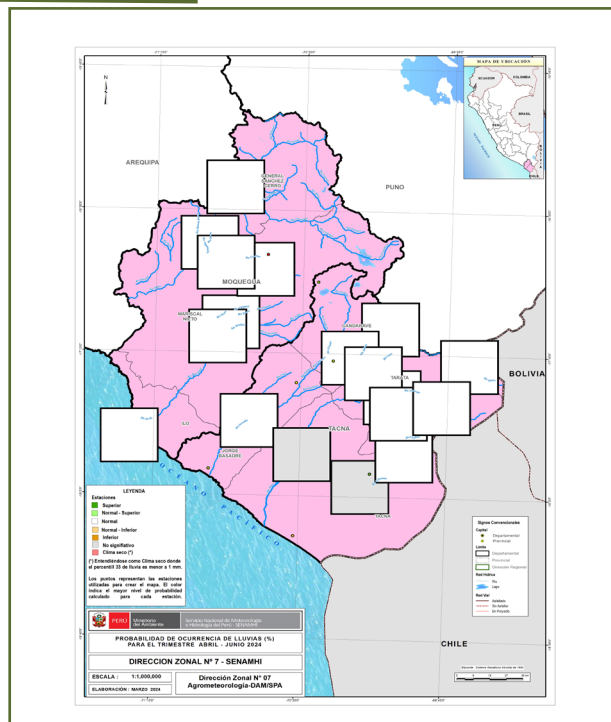 MAPA DE UBICACIÓN
ECUADOR
COLOMBIA
BRASIL
PERÚ
CHILE
AREQUIPA
PUNO
GENERAL
SANCHEZ
CERRO
MOQUEGUA
MARISCAL
NIETO
CANDARAVE
TARATA
BOLIVIA
ILO
JORGE
BASADRE
TACNA
TACNA
OCEANO PACÍFICO
CHILE
LEYENDA
Estaciones
Superior
Normal - Superior
Normal
Normal - Inferior
Inferior
No signifiativo
Clima seco (*)
(*) Entendiéndose como Clima seco donde
el percentil 33 de lluvia es menor a 1 mm.
Los puntos representan las estaciones
utilizadas para crear el mapa. El color
indica el mayor nivel de probabilidad
calculado para cada estación.
Signos Convencionales
Capital
Departamental
Provincial
Límite
Departamental
Provincial
Dirección Regional
Red Hídrica
Río
Lago
Red Vial
Asfaltado
Sin Asfaltar
PERÚ
Ministerio
del Ambiente
Servicio Nacional de Meteorología
e Hidrología del Perú - SENAMHI
PROBABILIDAD DE OCURRENCIA DE LLUVIAS (%)
PARA EL TRIMESTRE ABRIL - JUNIO 2024
DIRECCION ZONAL N° 7 - SENAMHI
ESCALA : 1:1,000,000
ELABORACIÓN : MARZO 2024
Dirección Zonal N° 07
Agrometeorología-DAM/SPA